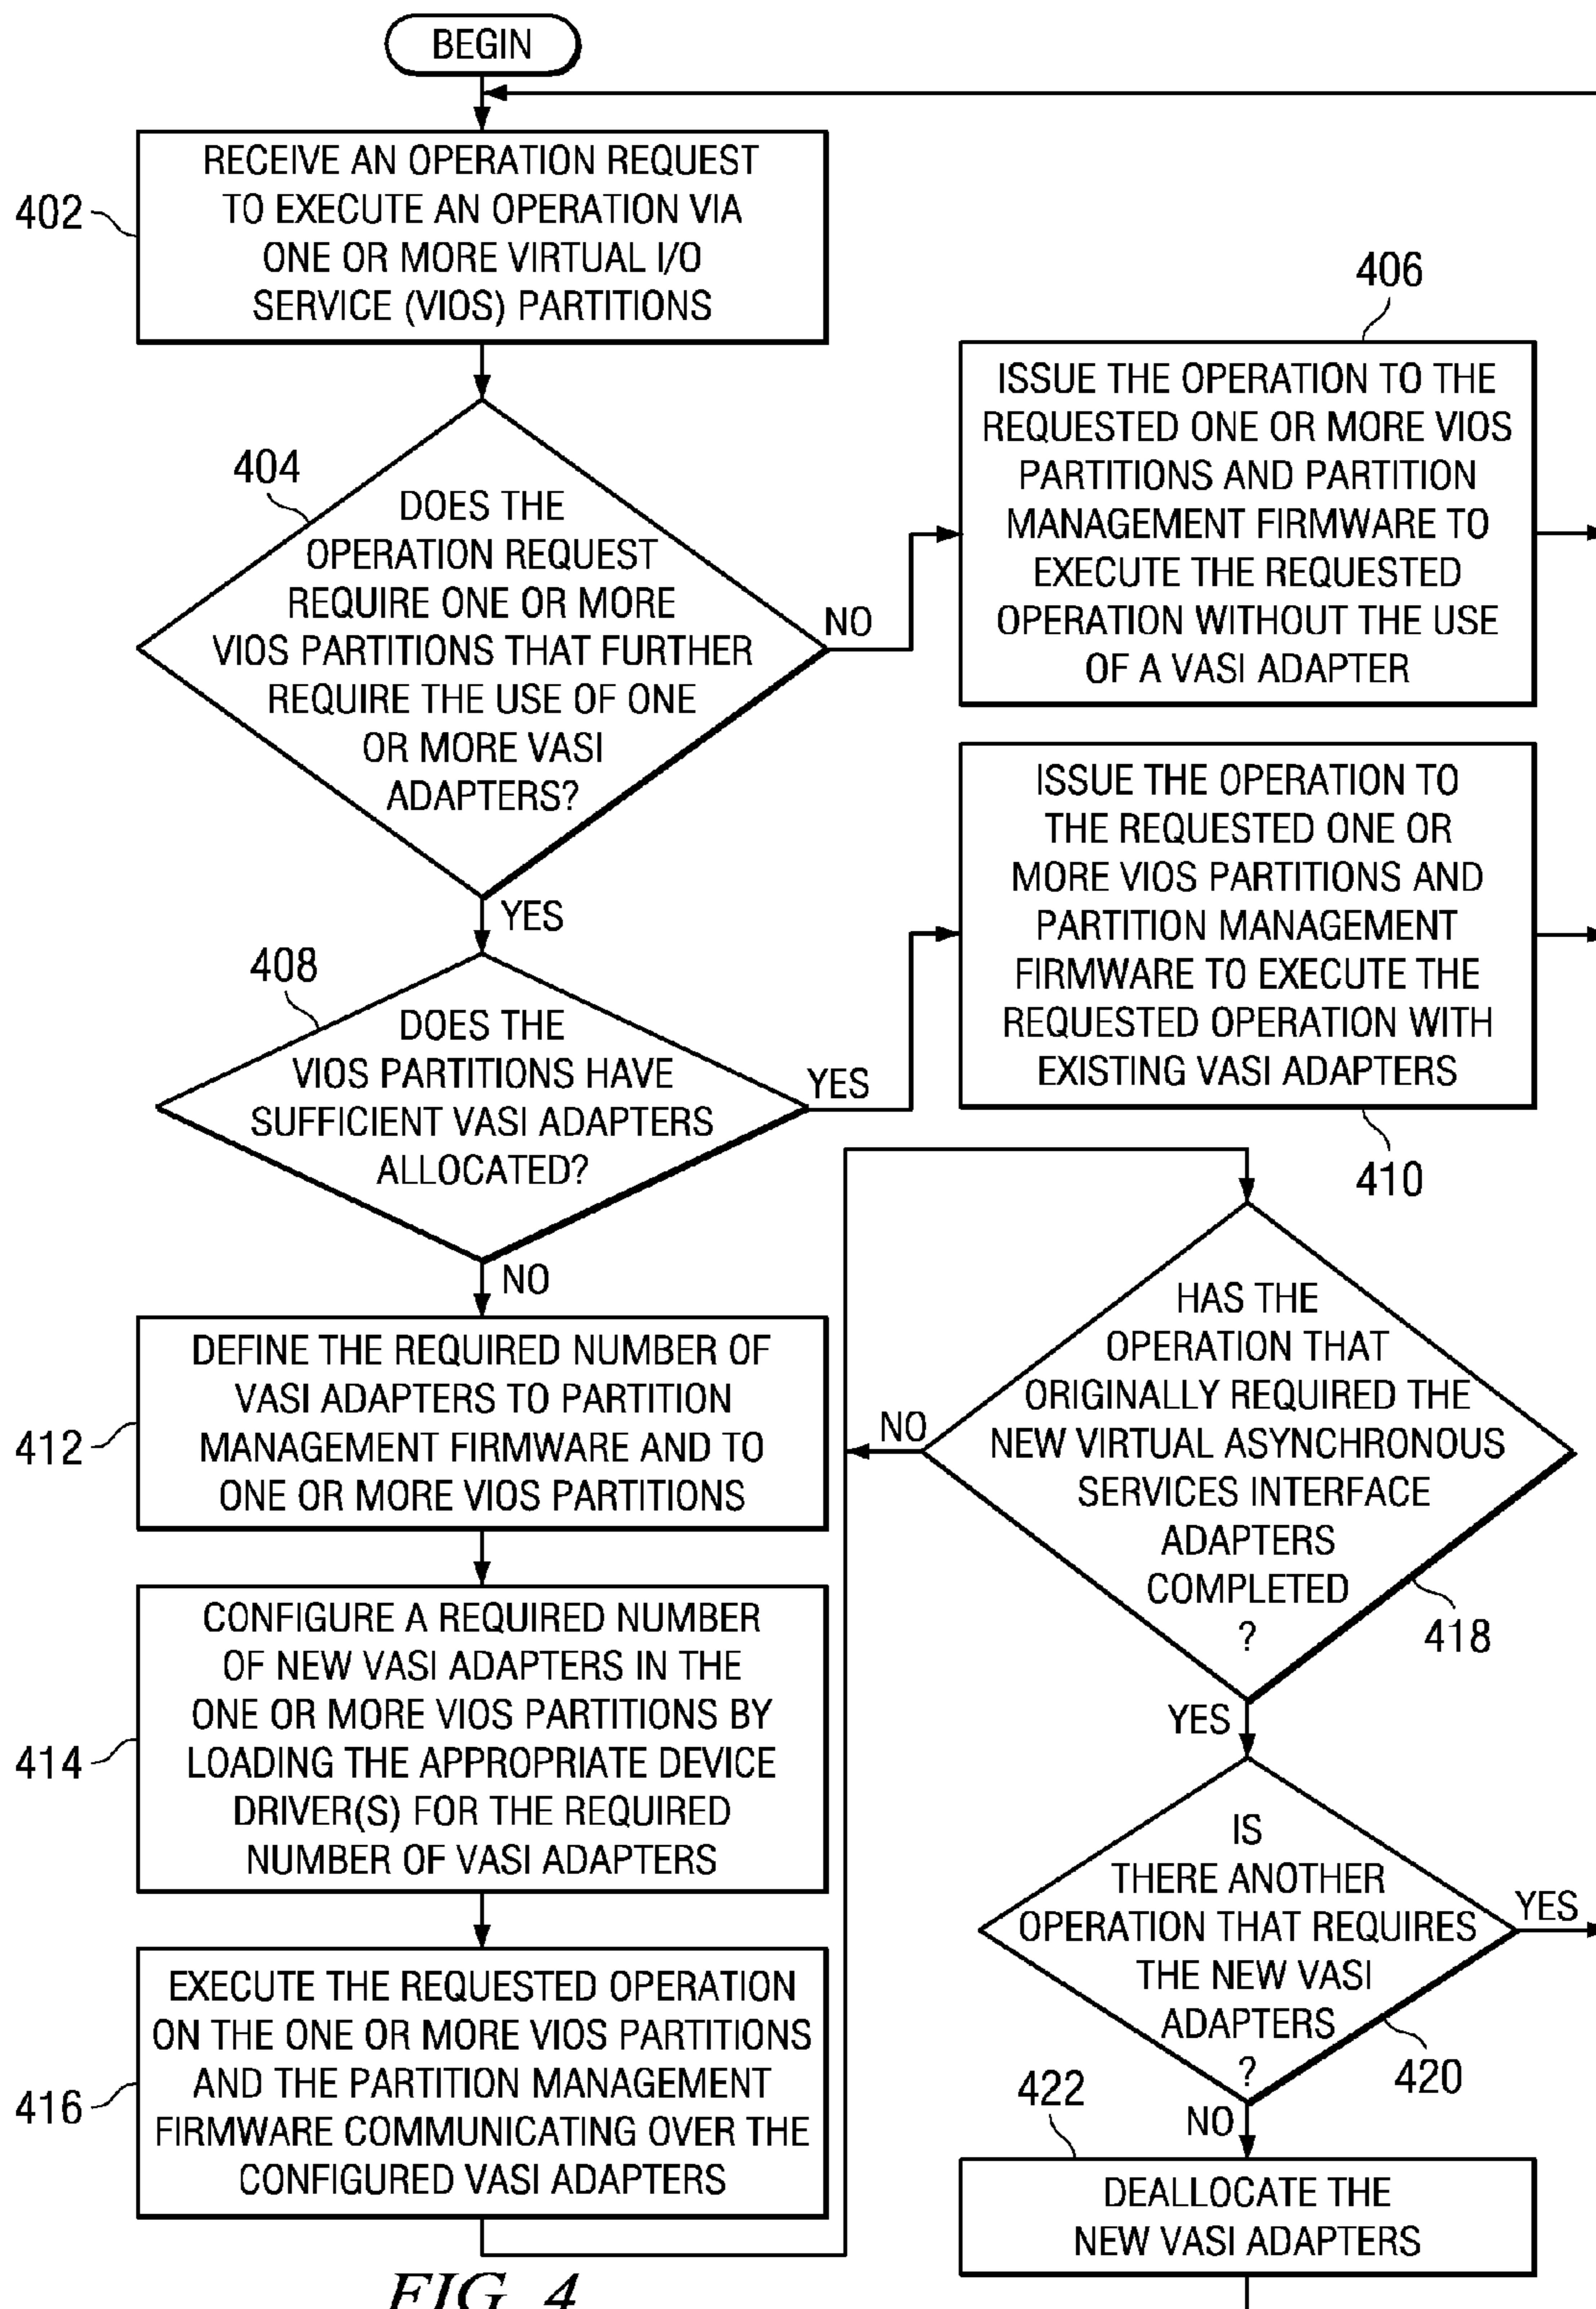 BEGIN
402
RECEIVE AN OPERATION REQUEST
TO EXECUTE AN OPERATION VIA
ONE OR MORE VIRTUAL I/O
SERVICE (VIOS) PARTITIONS
404
DOES THE
OPERATION REQUEST
REQUIRE ONE OR MORE
VIOS PARTITIONS THAT FURTHER
REQUIRE THE USE OF ONE
OR MORE VASI
ADAPTERS?
NO
YES
406
ISSUE THE OPERATION TO THE
REQUESTED ONE OR MORE VIOS
PARTITIONS AND PARTITION
MANAGEMENT FIRMWARE TO
EXECUTE THE REQUESTED
OPERATION WITHOUT THE USE
OF A VASI ADAPTER
408
DOES THE
VIOS PARTITIONS HAVE
SUFFICIENT VASI ADAPTERS
ALLOCATED?
YES
NO
ISSUE THE OPERATION TO
THE REQUESTED ONE OR
MORE VIOS PARTITIONS AND
PARTITION MANAGEMENT
FIRMWARE TO EXECUTE THE
REQUESTED OPERATION WITH
EXISTING VASI ADAPTERS
410
412
DEFINE THE REQUIRED NUMBER OF
VASI ADAPTERS TO PARTITION
MANAGEMENT FIRMWARE AND TO
ONE OR MORE VIOS PARTITIONS
414
CONFIGURE A REQUIRED NUMBER
OF NEW VASI ADAPTERS IN THE
ONE OR MORE VIOS PARTITIONS BY
LOADING THE APPROPRIATE DEVICE
DRIVER(S) FOR THE REQUIRED
NUMBER OF VASI ADAPTERS
416
EXECUTE THE REQUESTED OPERATION
ON THE ONE OR MORE VIOS PARTITIONS
AND THE PARTITION MANAGEMENT
FIRMWARE COMMUNICATING OVER THE
CONFIGURED VASI ADAPTERS
HAS THE
OPERATION THAT
ORIGINALLY REQUIRED THE
NEW VIRTUAL ASYNCHRONOUS
SERVICES INTERFACE
ADAPTERS
COMPLETED
?
NO
418
YES
IS
THERE ANOTHER
OPERATION THAT REQUIRES
THE NEW VASI
ADAPTERS
?
YES
420
NO
422
DEALLOCATE THE
NEW VASI ADAPTERS
FIG. 4